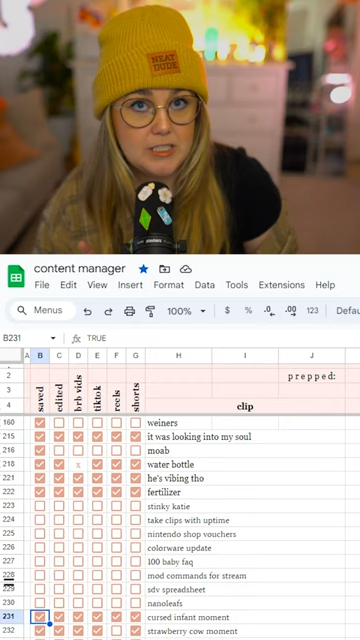 NEAT
DUDE
content manager
File Edit View Insert Format Data Tools Extensions Help
Menus 100% $ % .0 .00 123 Defau
B231 fx TRUE
A B C D E F G H I J
2 prepped:
3
4 saved edited brb vids tiktok reels shorts clip
160 weiners
215 it was looking into my soul
216 moab
218 x water bottle
221 he's vibing tho
222 fertilizer
223 stinky katie
224 take clips with uptime
225 nintendo shop vouchers
226 colorware update
227 100 baby faq
228 mod commands for stream
229 sdv spreadsheet
230 nanoleafs
231 cursed infant moment
232 strawberry cow moment